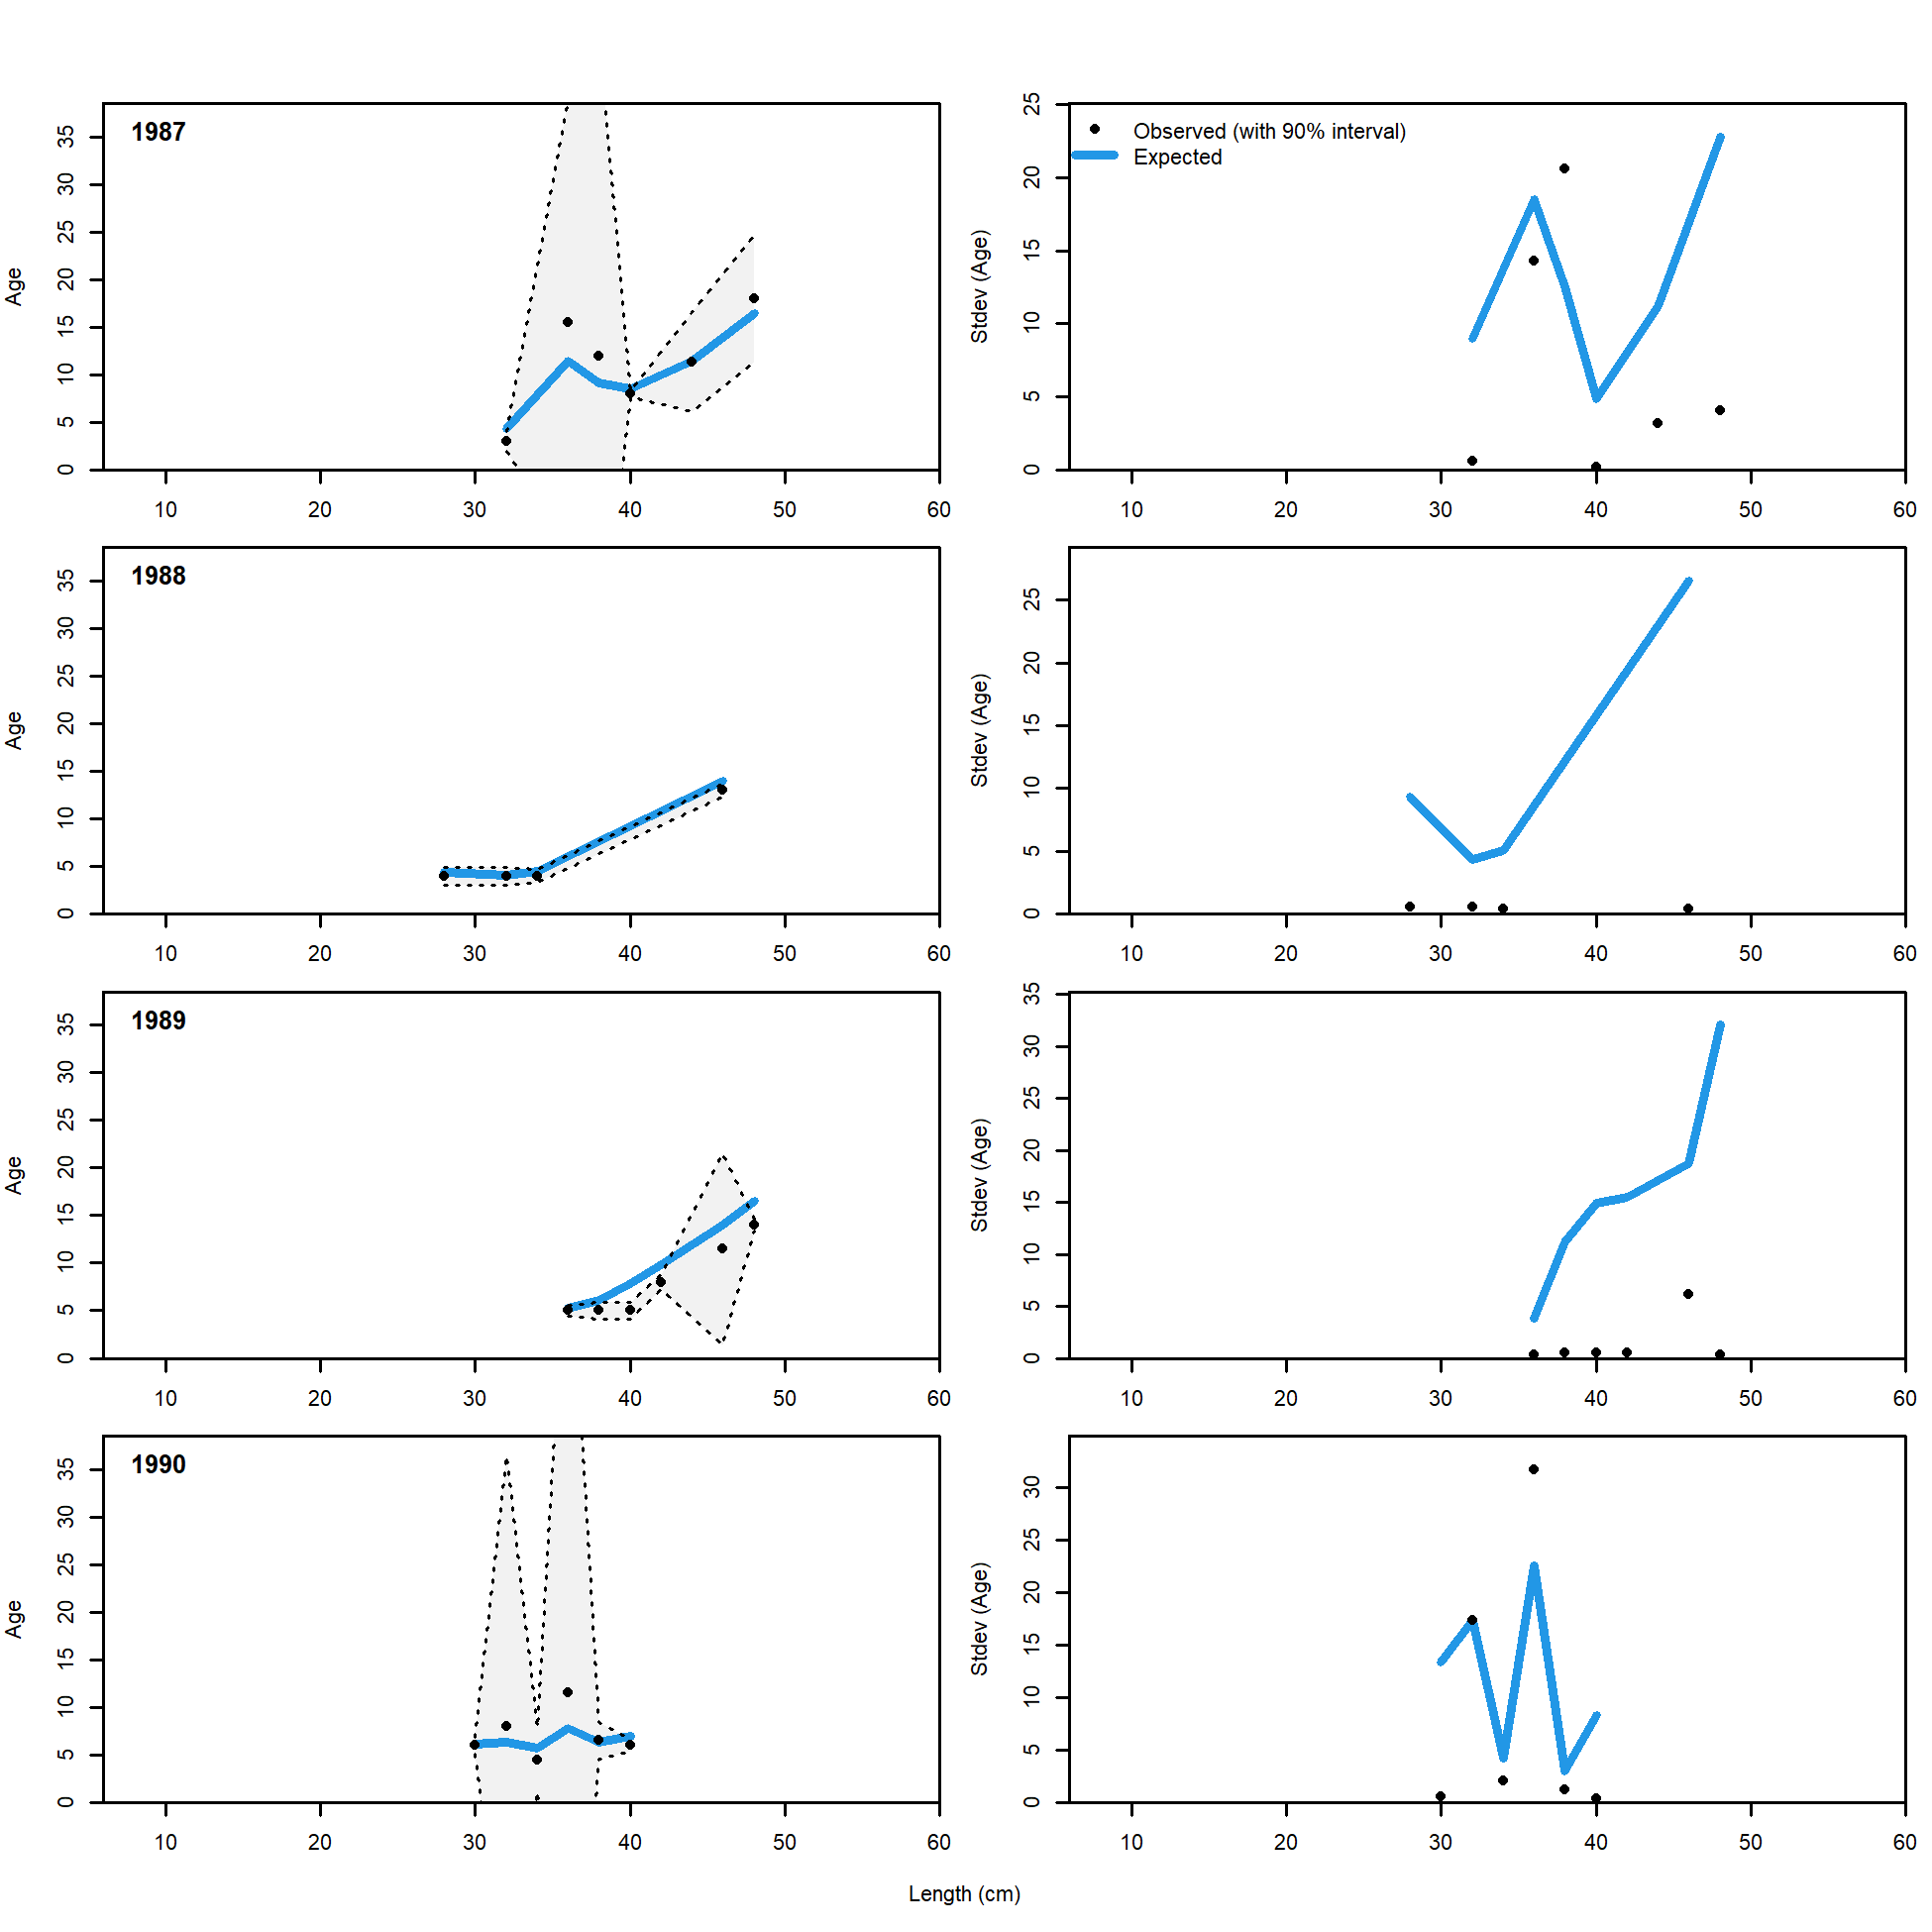 1987
Age
0 5 10 15 20 25 30 35
10 20 30 40 50 60
Observed (with 90% interval)
Expected
Stdev (Age)
0 5 10 15 20 25
10 20 30 40 50 60
1988
Age
0 5 10 15 20 25 30 35
10 20 30 40 50 60
Stdev (Age)
0 5 10 15 20 25
10 20 30 40 50 60
1989
Age
0 5 10 15 20 25 30 35
10 20 30 40 50 60
Stdev (Age)
0 5 10 15 20 25 30 35
10 20 30 40 50 60
1990
Age
0 5 10 15 20 25 30 35
10 20 30 40 50 60
Stdev (Age)
0 5 10 15 20 25 30
10 20 30 40 50 60
Length (cm)